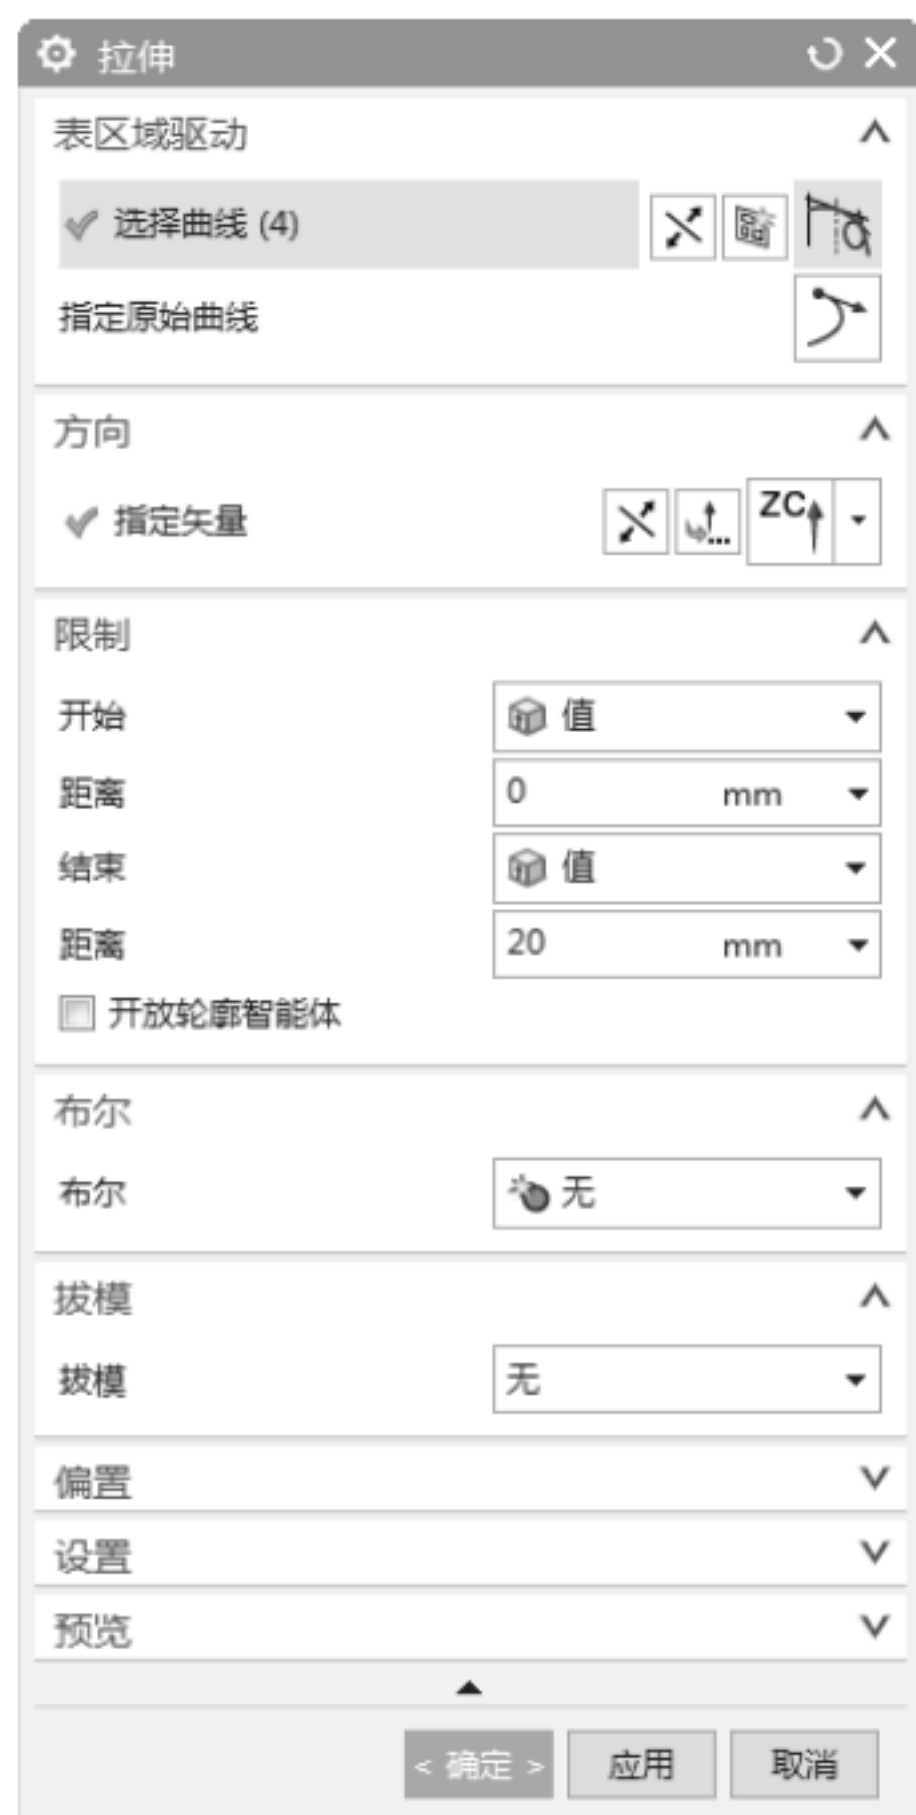 拉伸
表区域驱动
选择曲线 (4)
指定原始曲线
方向
指定矢量 ZC
限制
开始 值
距离 0 mm
结束 值
距离 20 mm
开放轮廓智能体
布尔
布尔 无
拔模
拔模 无
偏置
设置
预览
< 确定 > 应用 取消